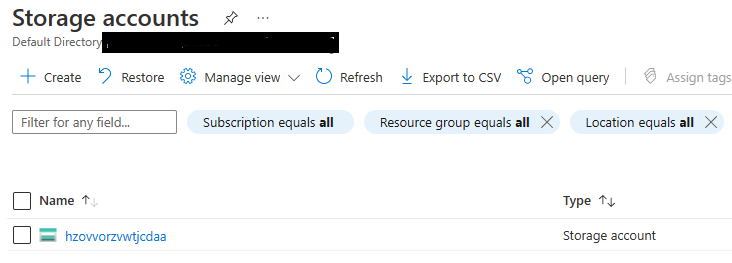 Storage accounts
Default Directory
Create Restore Manage view Refresh Export to CSV Open query Assign tags
Filter for any field... Subscription equals all Resource group equals all Location equals all
Name Type
hzovvorzvwtjcdaa Storage account